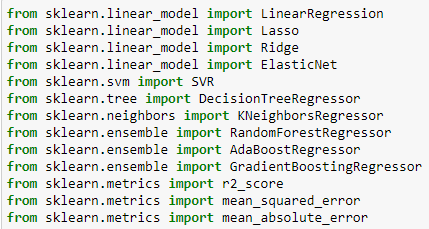 from sklearn.linear_model import LinearRegression
from sklearn.linear_model import Lasso
from sklearn.linear_model import Ridge
from sklearn.linear_model import ElasticNet
from sklearn.svm import SVR
from sklearn.tree import DecisionTreeRegressor
from sklearn.neighbors import KNeighborsRegressor
from sklearn.ensemble import RandomForestRegressor
from sklearn.ensemble import AdaBoostRegressor
from sklearn.ensemble import GradientBoostingRegressor
from sklearn.metrics import r2_score
from sklearn.metrics import mean_squared_error
from sklearn.metrics import mean_absolute_error